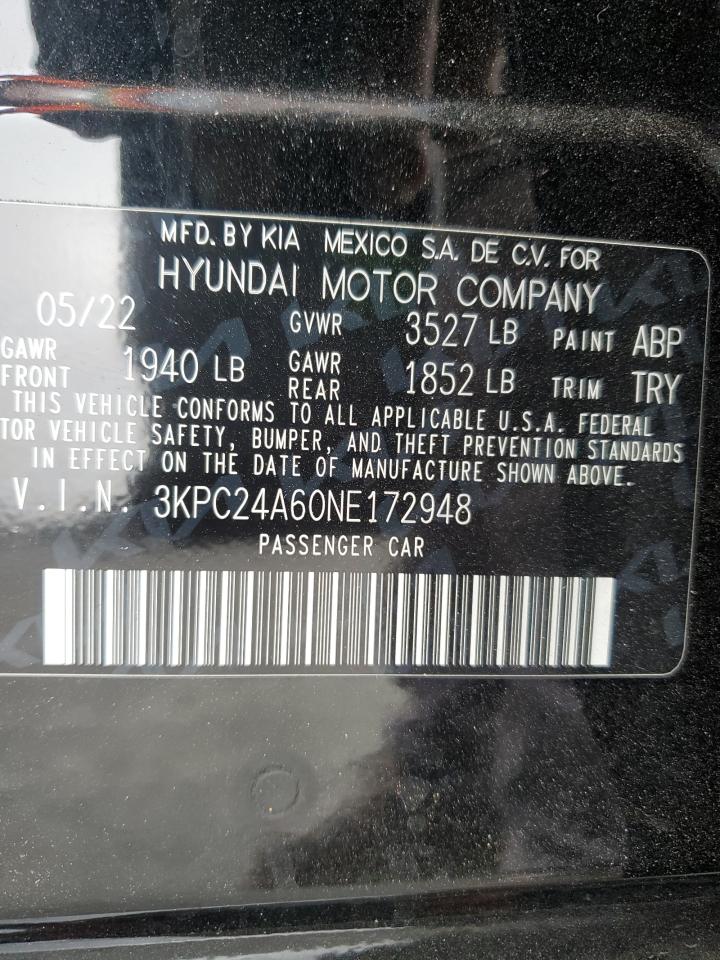 MFD. BY KIA MEXICO S.A. DE C.V. FOR
HYUNDAI MOTOR COMPANY
05/22 GVWR 3527 LB PAINT ABP
GAWR FRONT 1940 LB GAWR REAR 1852 LB TRIM TRY
THIS VEHICLE CONFORMS TO ALL APPLICABLE U.S.A. FEDERAL
TOR VEHICLE SAFETY, BUMPER, AND THEFT PREVENTION STANDARDS
IN EFFECT ON THE DATE OF MANUFACTURE SHOWN ABOVE.
V.I.N. 3KPC24A60NE172948
PASSENGER CAR